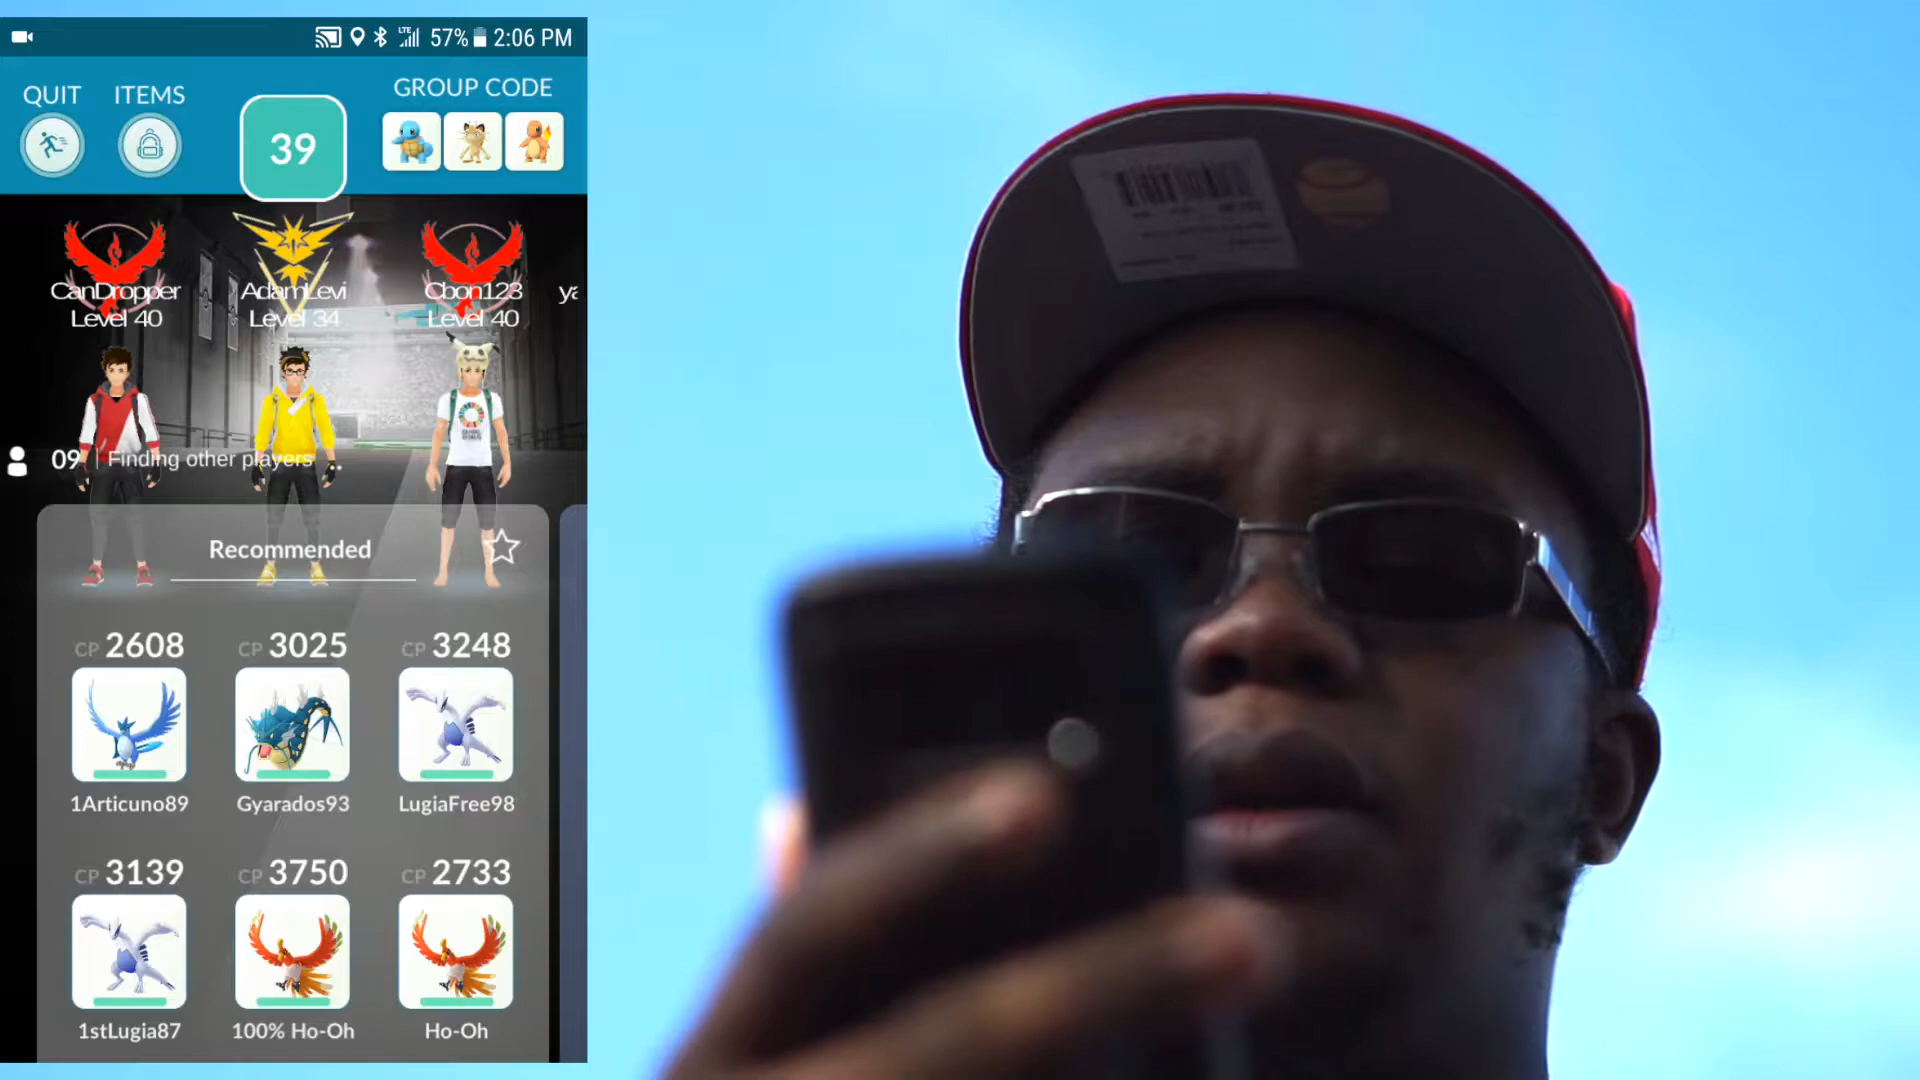 LTE 57% 2:06 PM
QUIT ITEMS GROUP CODE
39
CanDropper AdamLevi Cbon123 ya
Level 40 Level 34 Level 40
09 Finding other players . .
Recommended
CP 2608 CP 3025 CP 3248
1Articuno89 Gyarados93 LugiaFree98
CP 3139 CP 3750 CP 2733
1stLugia87 100% Ho-Oh Ho-Oh